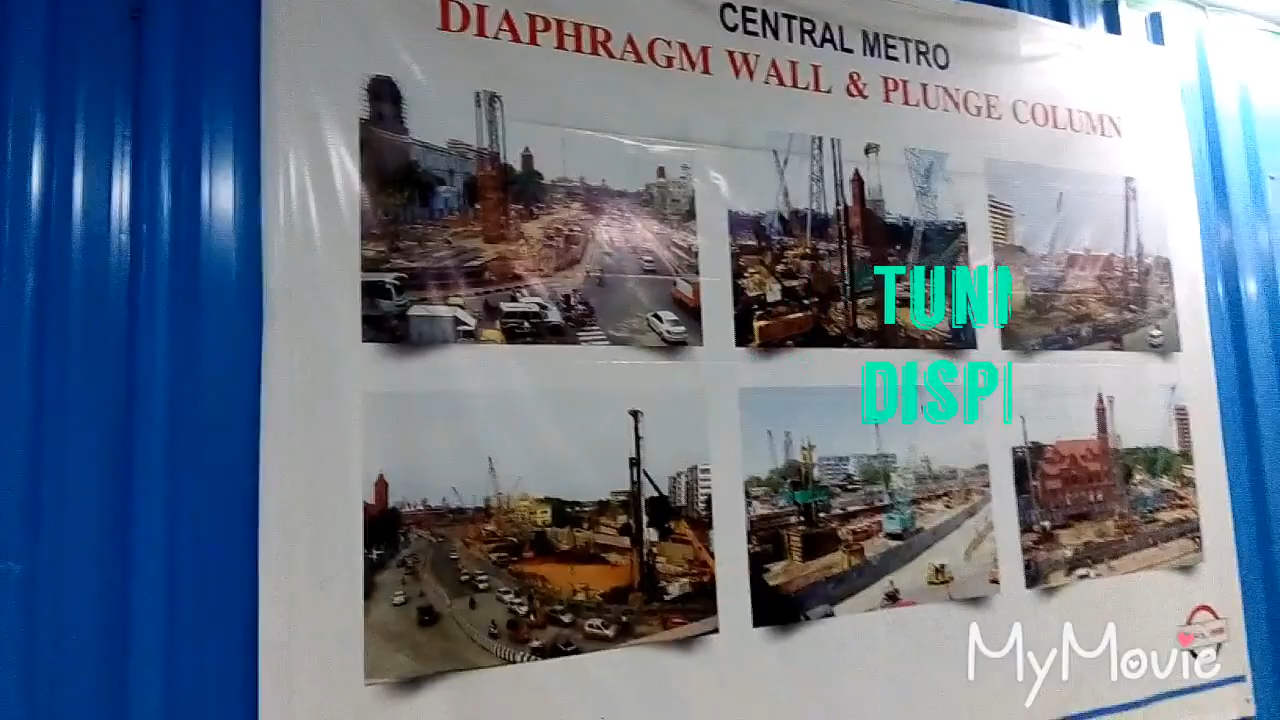 CENTRAL METRO
DIAPHRAGM WALL & PLUNGE COLUMN
TUNI
DISPI
MyMovie